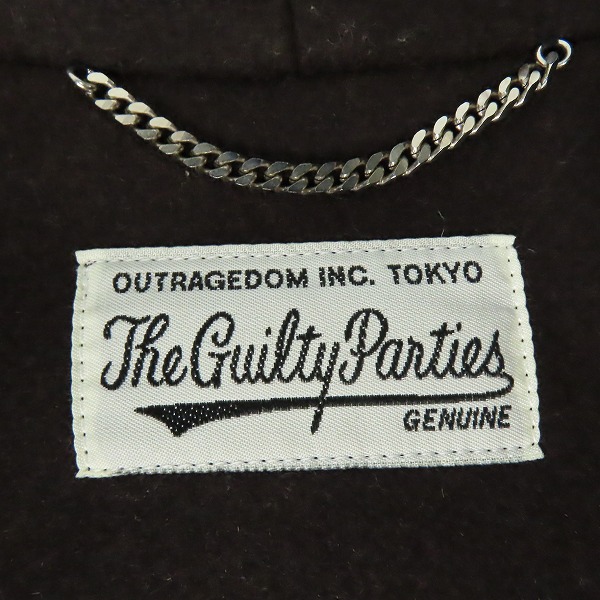 OUTRAGEDOM INC. TOKYO
The Guilty Parties
GENUINE